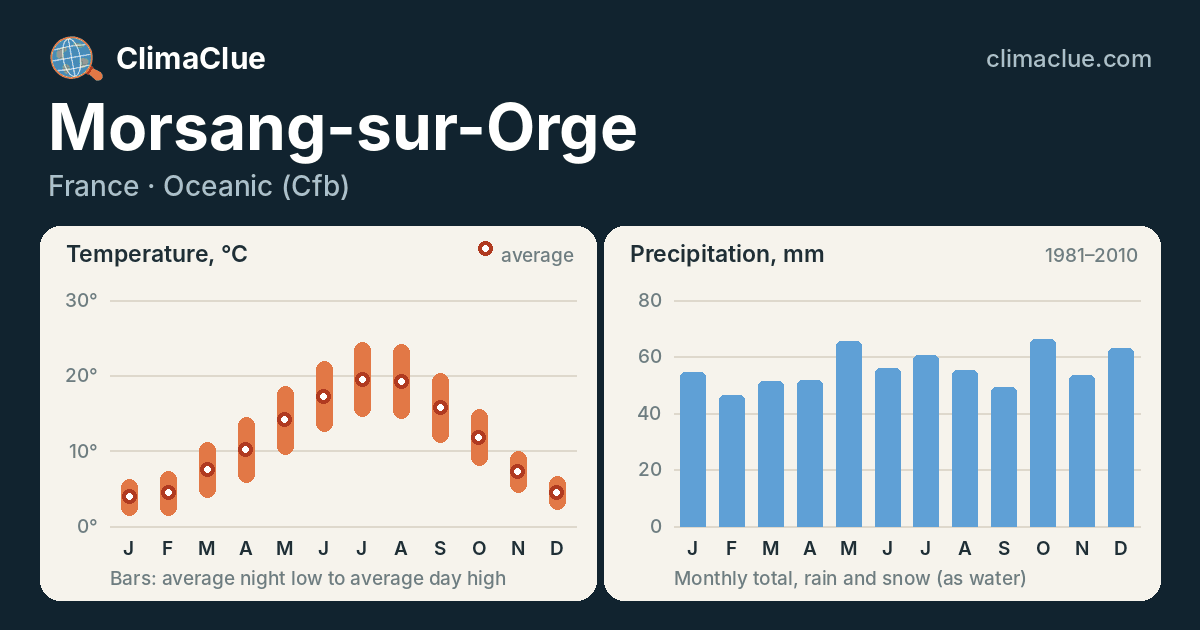 ClimaClue
climaclue.com
Morsang-sur-Orge
France · Oceanic (Cfb)
Temperature, °C
average
30°
20°
10°
0°
J F M A M J J A S O N D
Bars: average night low to average day high
Precipitation, mm
1981–2010
80
60
40
20
0
J F M A M J J A S O N D
Monthly total, rain and snow (as water)